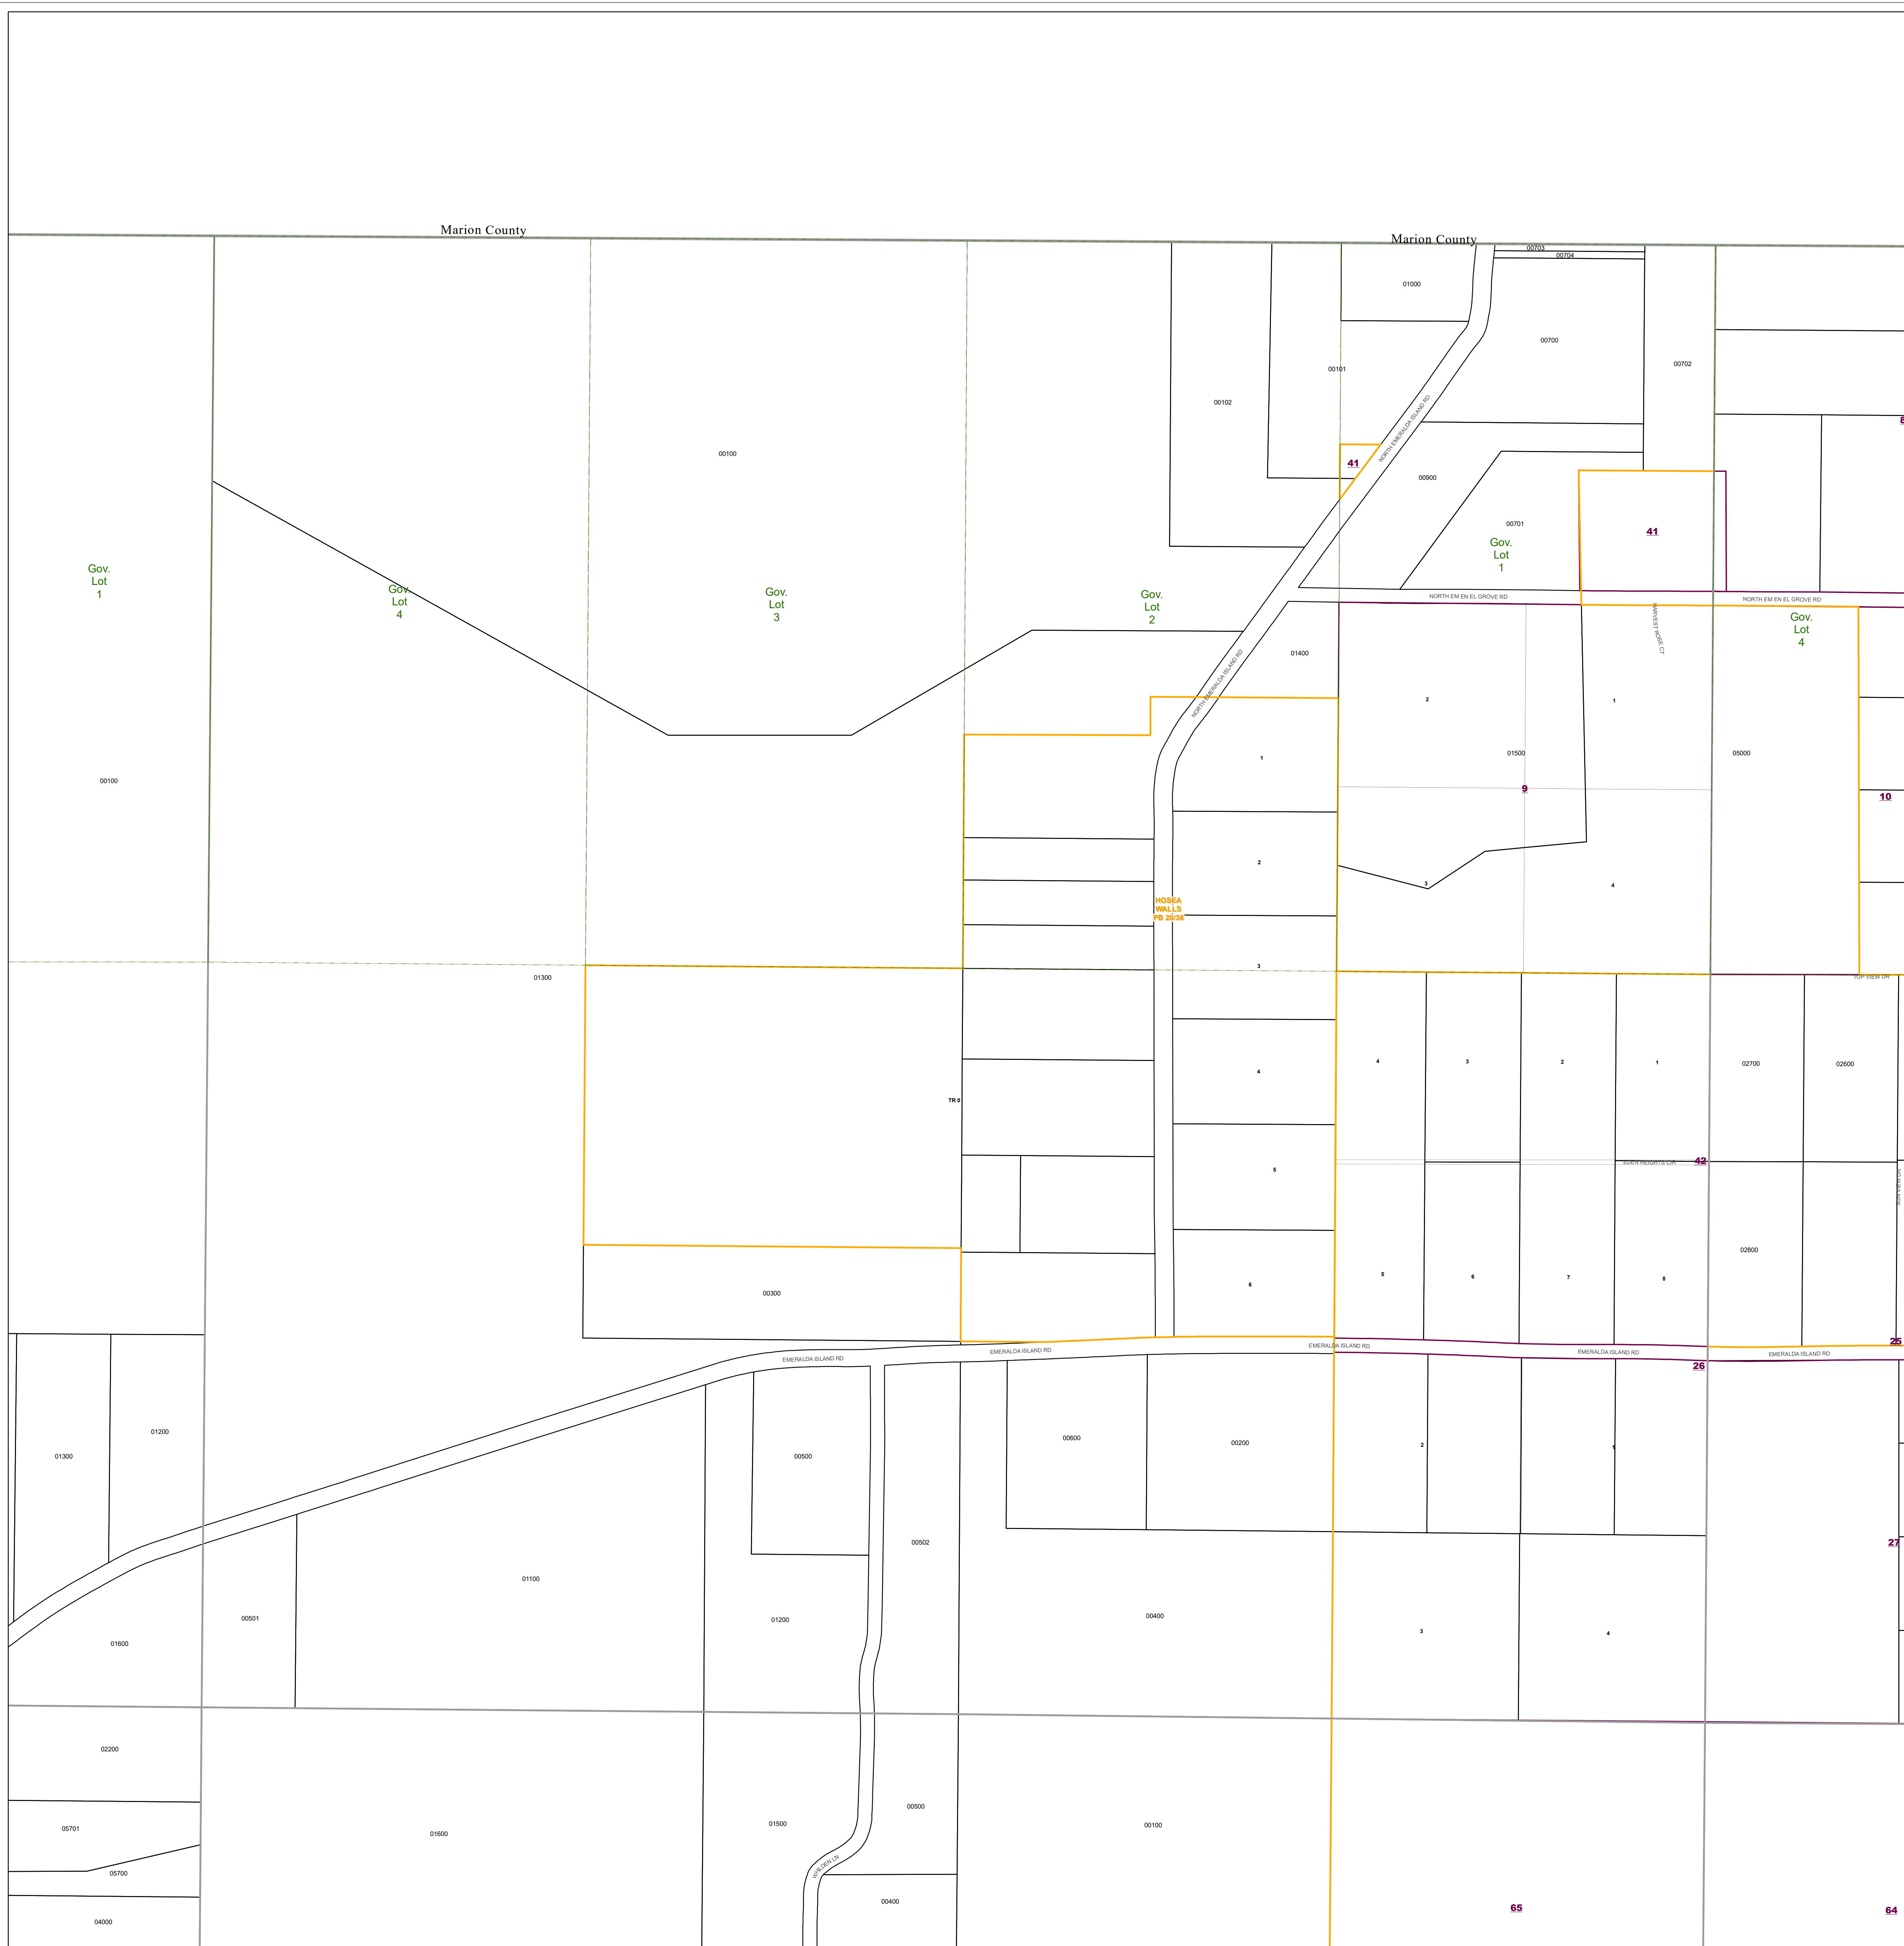 Marion County
Marion County
00703
00704
01000
00700
00702
00101
00102
8
NORTH EMERALDA ISLAND RD
00100
41
00900
00701
41
Gov.
Lot
1
Gov.
Lot
1
Gov.
Lot
4
Gov.
Lot
3
Gov.
Lot
2
NORTH EM EN EL GROVE RD
NORTH EM EN EL GROVE RD
HARVEST ROSE CT
Gov.
Lot
4
01400
NORTH EMERALDA ISLAND RD
2
1
00100
1
01500
05000
9
10
2
3
4
HOSEA
WALLS
PB 20/36
3
01300
TOP VIEW DR
4
4
3
2
1
02700
02600
TR 0
5
EDEN HEIGHTS CIR
42
SUN VIEW DR
02800
00300
6
5
6
7
8
EMERALDA ISLAND RD
EMERALDA ISLAND RD
EMERALDA ISLAND RD
EMERALDA ISLAND RD
EMERALDA ISLAND RD
25
26
01300
01200
00500
00600
00200
2
1
00502
27
01100
00501
01200
00400
3
4
01600
02200
05701
01600
01500
00500
00100
WHILDEN LN
05700
00400
04000
65
64